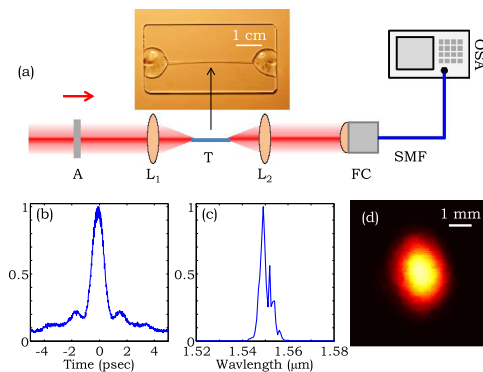 1 cm
(a)
OSA
A
L1
T
L2
FC
SMF
(b)
(c)
(d)
1 mm
1
0.5
0
-4 -2 0 2 4
Time (psec)
1
0.5
0
1.52 1.54 1.56 1.58
Wavelength (μm)